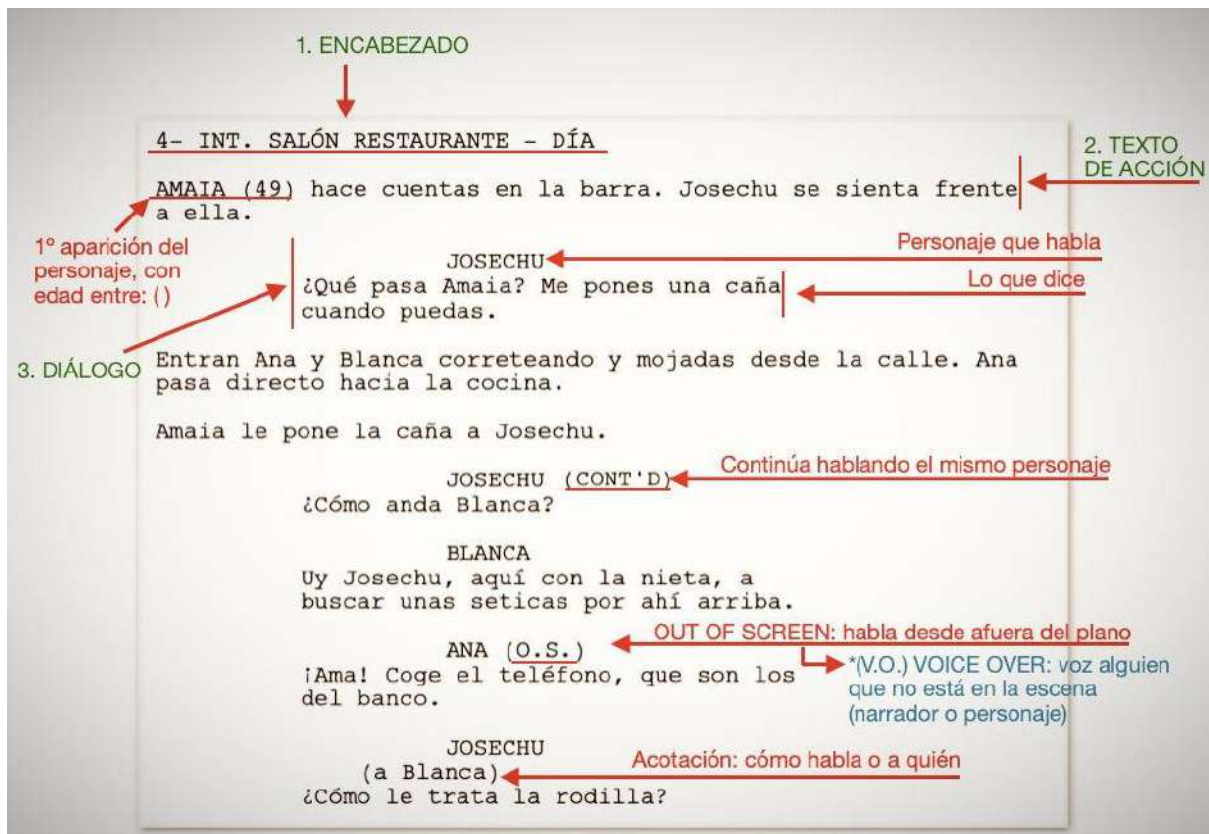 1. ENCABEZADO
4- INT. SALÓN RESTAURANTE - DÍA
2. TEXTO
DE ACCIÓN
AMAIA (49) hace cuentas en la barra. Josechu se sienta frente
a ella.
1º aparición del
personaje, con
edad entre: ( )
Personaje que habla
JOSECHU
Lo que dice
¿Qué pasa Amaia? Me pones una caña
cuando puedas.
3. DIÁLOGO
Entran Ana y Blanca correteando y mojadas desde la calle. Ana
pasa directo hacia la cocina.
Amaia le pone la caña a Josechu.
Continúa hablando el mismo personaje
JOSECHU (CONT'D)
¿Cómo anda Blanca?
BLANCA
Uy Josechu, aquí con la nieta, a
buscar unas seticas por ahí arriba.
OUT OF SCREEN: habla desde afuera del plano
ANA (O.S.)
*(V.O.) VOICE OVER: voz alguien
que no está en la escena
(narrador o personaje)
¡Ama! Coge el teléfono, que son los
del banco.
JOSECHU
Acotación: cómo habla o a quién
(a Blanca)
¿Cómo le trata la rodilla?